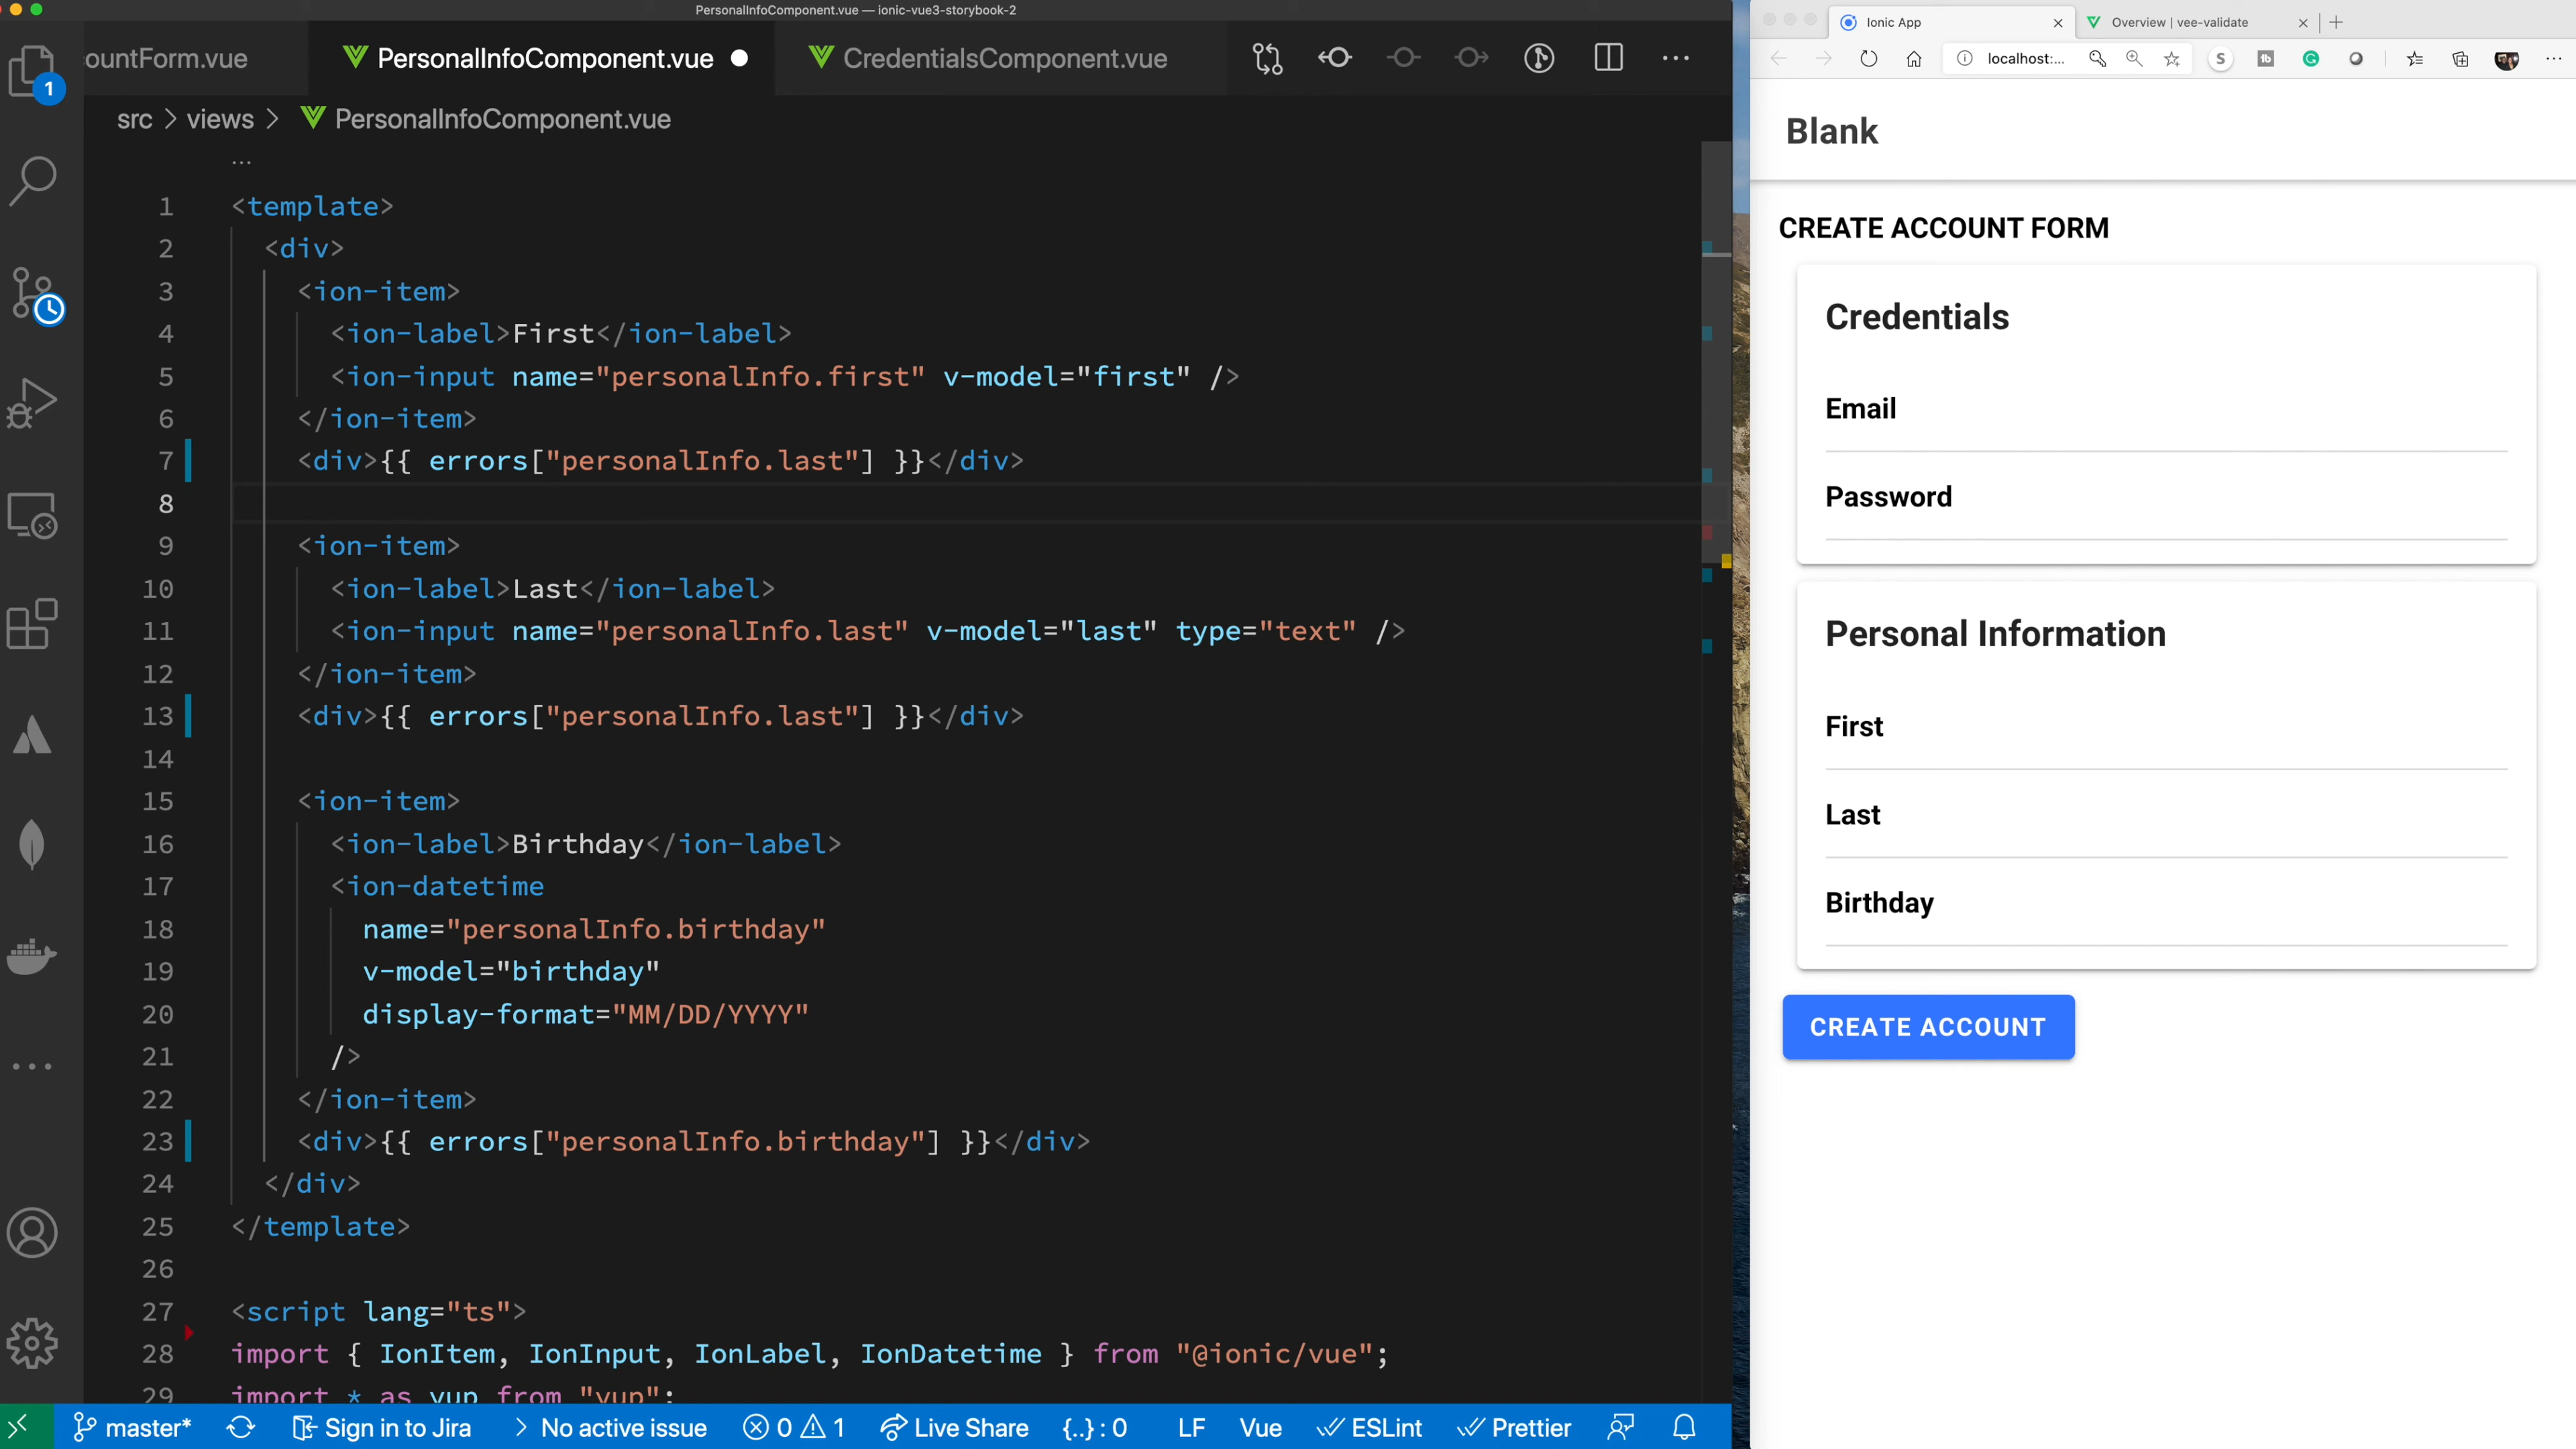 PersonalInfoComponent.vue — ionic-vue3-storybook-2
ountForm.vue
PersonalInfoComponent.vue
CredentialsComponent.vue
src > views > PersonalInfoComponent.vue
...
1 <template>
2 <div>
3 <ion-item>
4 <ion-label>First</ion-label>
5 <ion-input name="personalInfo.first" v-model="first" />
6 </ion-item>
7 <div>{{ errors["personalInfo.last"] }}</div>
8
9 <ion-item>
10 <ion-label>Last</ion-label>
11 <ion-input name="personalInfo.last" v-model="last" type="text" />
12 </ion-item>
13 <div>{{ errors["personalInfo.last"] }}</div>
14
15 <ion-item>
16 <ion-label>Birthday</ion-label>
17 <ion-datetime
18 name="personalInfo.birthday"
19 v-model="birthday"
20 display-format="MM/DD/YYYY"
21 />
22 </ion-item>
23 <div>{{ errors["personalInfo.birthday"] }}</div>
24 </div>
25 </template>
26
27 <script lang="ts">
28 import { IonItem, IonInput, IonLabel, IonDatetime } from "@ionic/vue";
29 import * as yup from "yup";
1
master* Sign in to Jira > No active issue 0 1 Live Share {..} : 0 LF Vue ESLint Prettier
Ionic App
Overview | vee-validate
localhost:...
S
tb
G
Blank
CREATE ACCOUNT FORM
Credentials
Email
Password
Personal Information
First
Last
Birthday
CREATE ACCOUNT